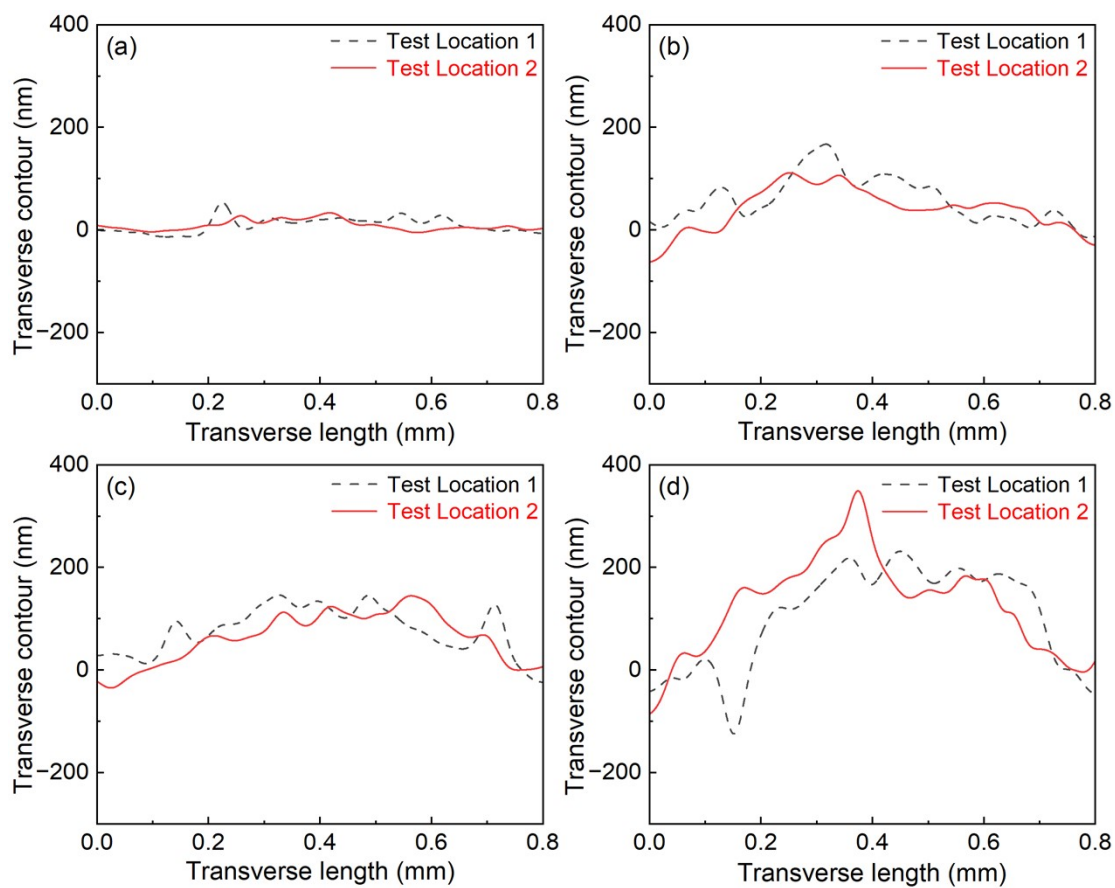 (a)
Test Location 1
Test Location 2
400
200
0
−200
Transverse contour (nm)
0.0 0.2 0.4 0.6 0.8
Transverse length (mm)
(b)
Test Location 1
Test Location 2
400
200
0
−200
Transverse contour (nm)
0.0 0.2 0.4 0.6 0.8
Transverse length (mm)
(c)
Test Location 1
Test Location 2
400
200
0
−200
Transverse contour (nm)
0.0 0.2 0.4 0.6 0.8
Transverse length (mm)
(d)
Test Location 1
Test Location 2
400
200
0
−200
Transverse contour (nm)
0.0 0.2 0.4 0.6 0.8
Transverse length (mm)